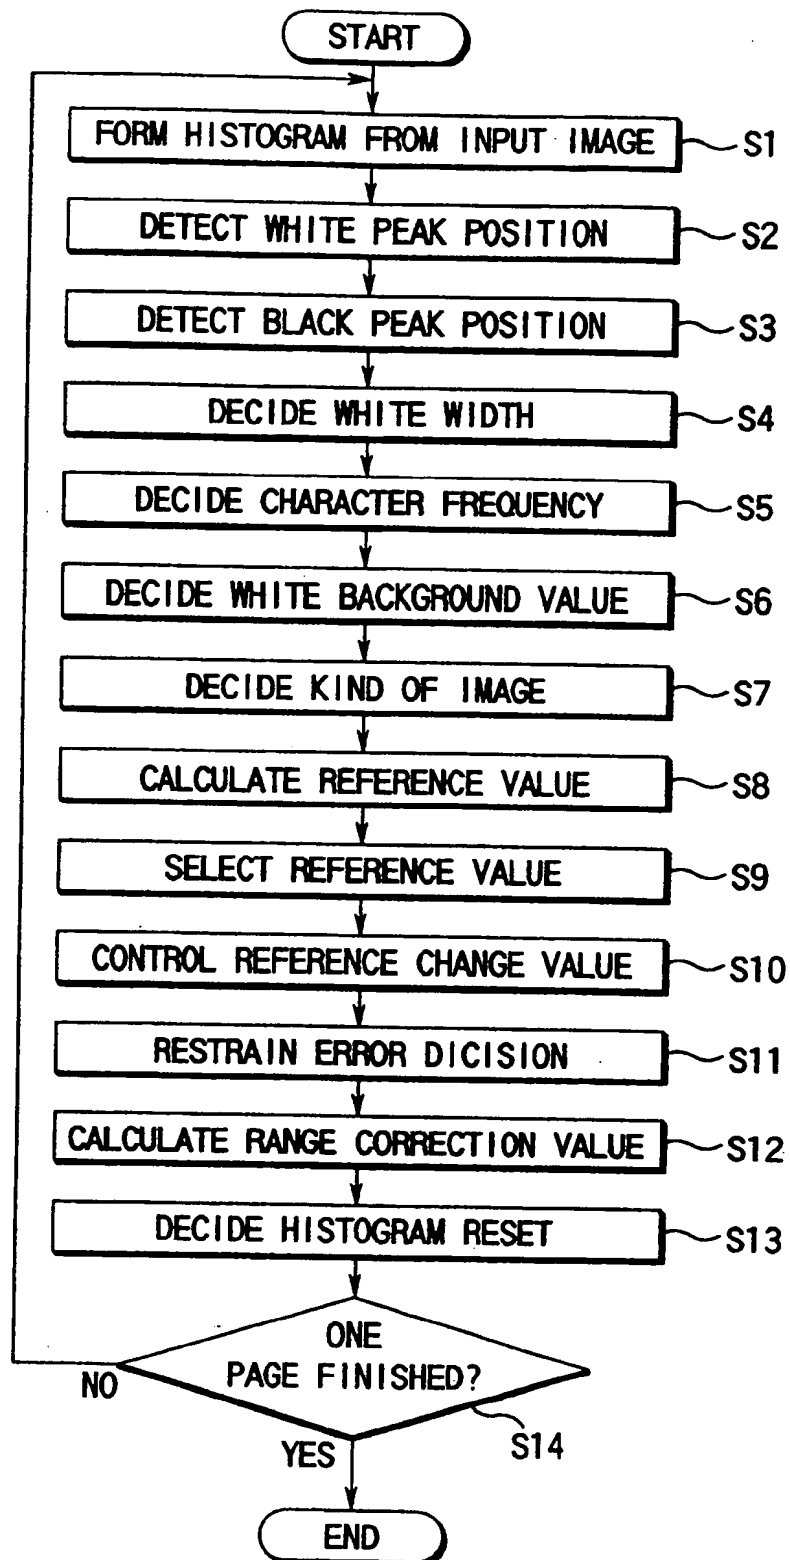 START
FORM HISTOGRAM FROM INPUT IMAGE S1
DETECT WHITE PEAK POSITION S2
DETECT BLACK PEAK POSITION S3
DECIDE WHITE WIDTH S4
DECIDE CHARACTER FREQUENCY S5
DECIDE WHITE BACKGROUND VALUE S6
DECIDE KIND OF IMAGE S7
CALCULATE REFERENCE VALUE S8
SELECT REFERENCE VALUE S9
CONTROL REFERENCE CHANGE VALUE S10
RESTRAIN ERROR DICISION S11
CALCULATE RANGE CORRECTION VALUE S12
DECIDE HISTOGRAM RESET S13
ONE
PAGE FINISHED?
NO
S14
YES
END